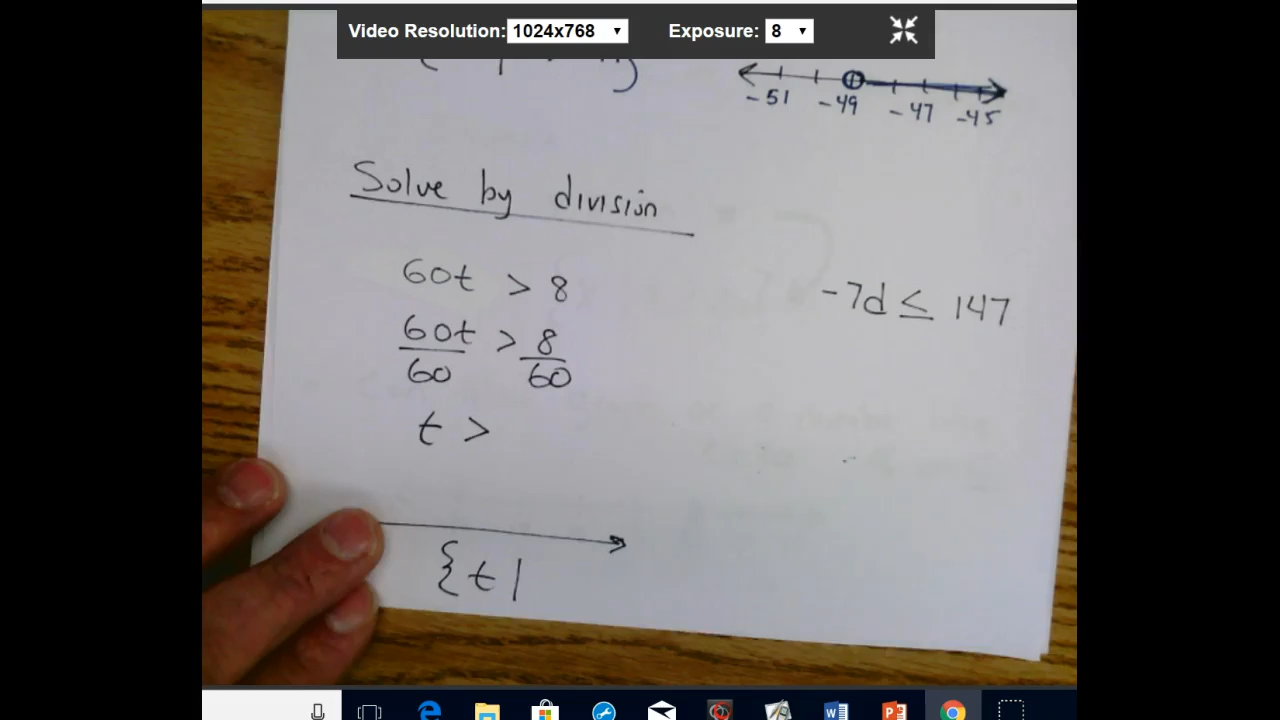 Video Resolution: 1024x768 Exposure: 8
-51 -49 -47 -45
Solve by division
60t > 8
60t/60 > 8/60
t >
{t |
-7d ≤ 147